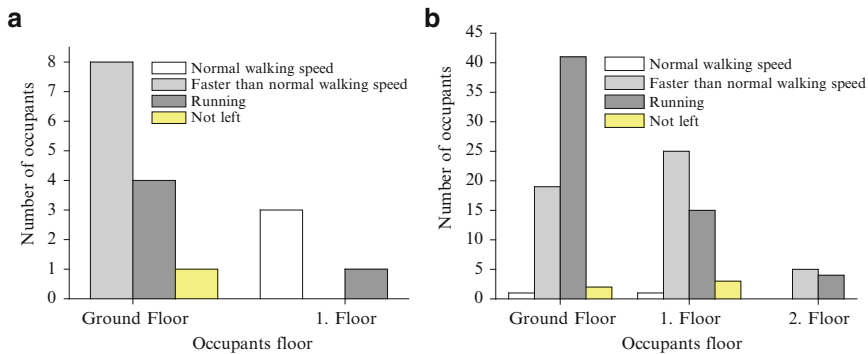 a
Number of occupants
8
7
6
5
4
3
2
1
0
Normal walking speed
Faster than normal walking speed
Running
Not left
Ground Floor
1. Floor
Occupants floor
b
Number of occupants
45
40
35
30
25
20
15
10
5
0
Normal walking speed
Faster than normal walking speed
Running
Not left
Ground Floor
1. Floor
2. Floor
Occupants floor